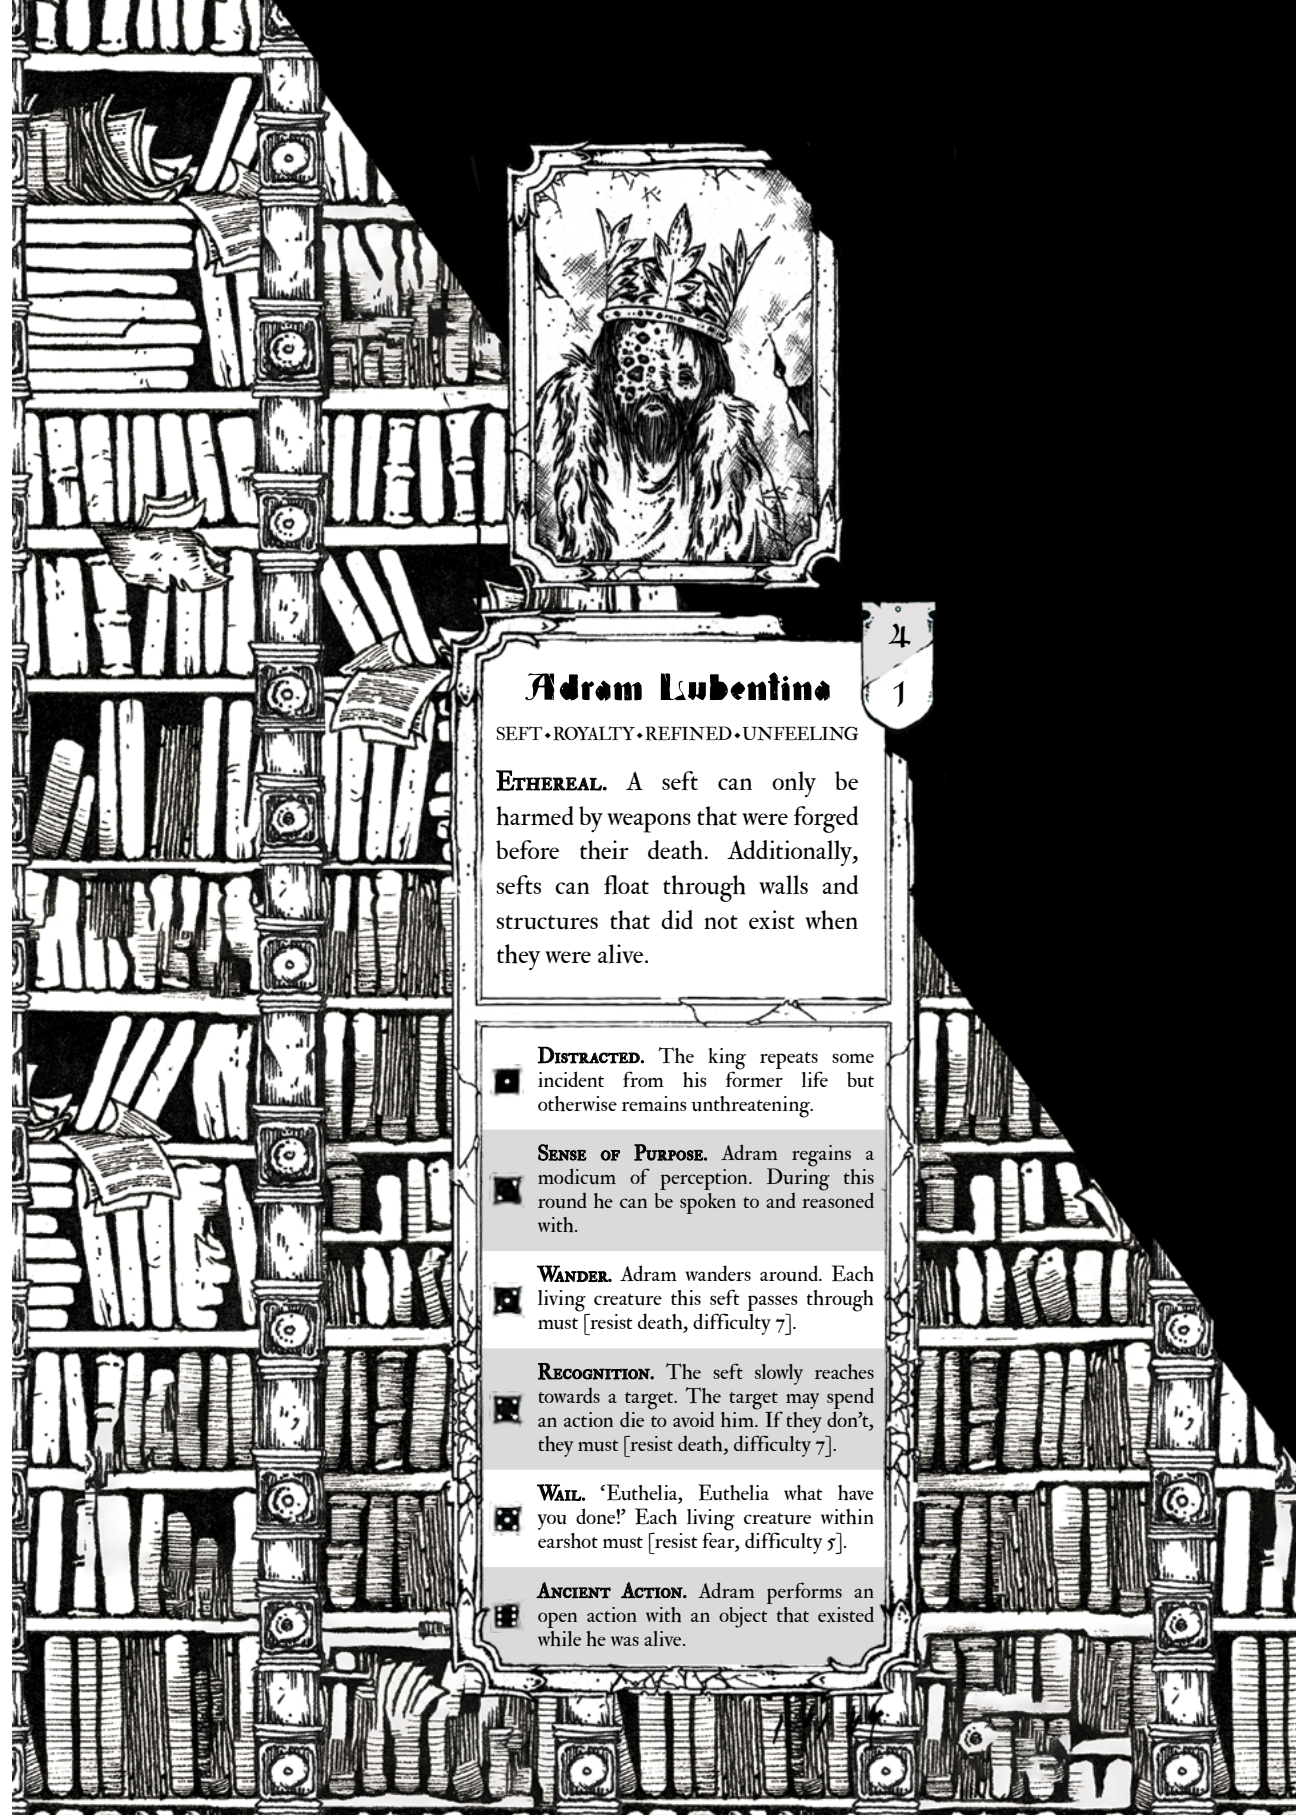 4
1
Adram Lubentina
SEFT•ROYALTY•REFINED•UNFEELING
ETHEREAL. A seft can only be
harmed by weapons that were forged
before their death. Additionally,
sefts can float through walls and
structures that did not exist when
they were alive.
DISTRACTED. The king repeats some
incident from his former life but
otherwise remains unthreatening.
SENSE OF PURPOSE. Adram regains a
modicum of perception. During this
round he can be spoken to and reasoned
with.
WANDER. Adram wanders around. Each
living creature this seft passes through
must [resist death, difficulty 7].
RECOGNITION. The seft slowly reaches
towards a target. The target may spend
an action die to avoid him. If they don't,
they must [resist death, difficulty 7].
WAIL. ‘Euthelia, Euthelia what have
you done!’ Each living creature within
earshot must [resist fear, difficulty 5].
ANCIENT ACTION. Adram performs an
open action with an object that existed
while he was alive.